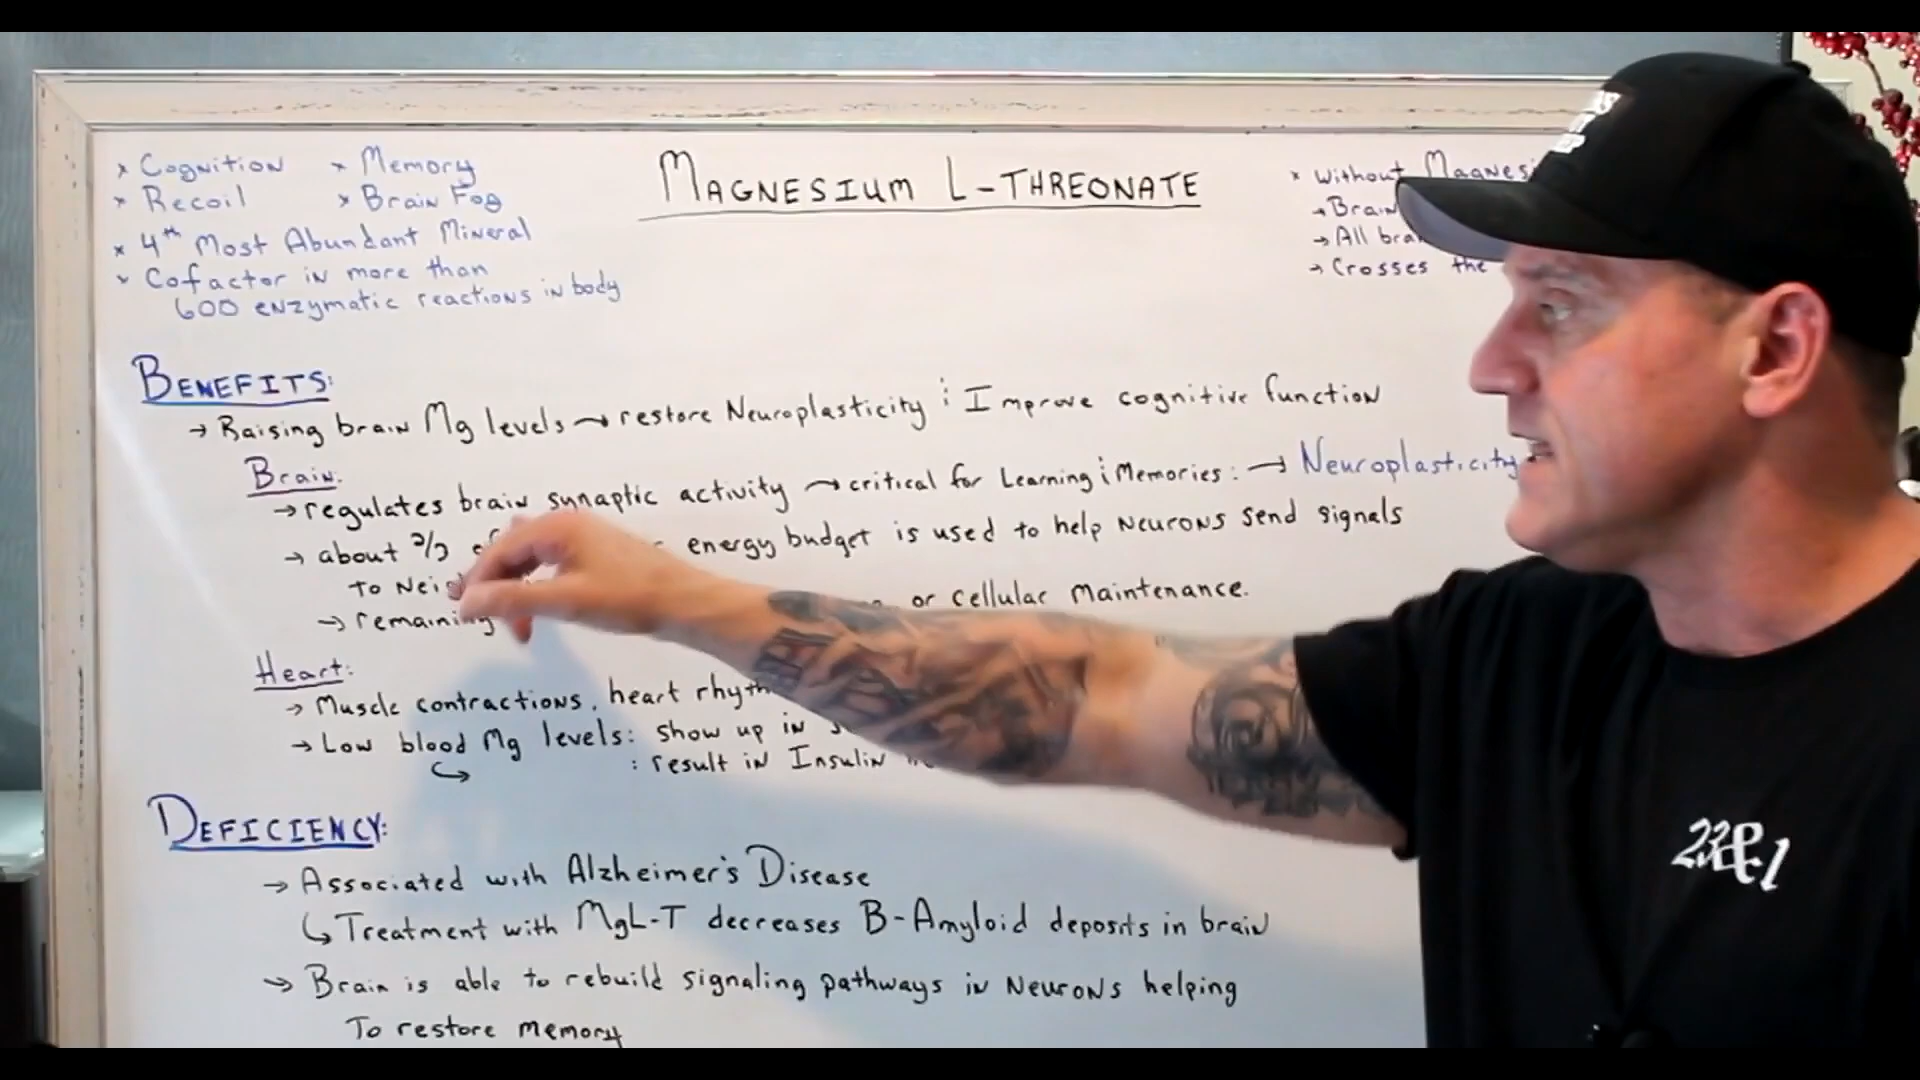 * Cognition * Memory
* Recoil * Brain Fog
* 4th Most Abundant Mineral
* Cofactor in more than
600 enzymatic reactions in body
MAGNESIUM L-THREONATE
* Without Magnesi
→ Brain
→ All brai
→ Crosses the
BENEFITS:
→ Raising brain Mg levels → restore Neuroplasticity ⋮ Improve cognitive function
Brain:
→ regulates brain synaptic activity → critical for Learning ⋮ Memories: → Neuroplasticity
→ about 2/3 of energy budget is used to help Neurons send signals
To Neig
→ remaining or cellular Maintenance.
Heart:
→ Muscle contractions, heart rhyth
→ Low blood Mg levels: show up in
: result in Insulin
DEFICIENCY:
→ Associated with Alzheimer's Disease
↳ Treatment with MgL-T decreases B-Amyloid deposits in brain
→ Brain is able to rebuild signaling pathways in Neurons helping
To restore memory
23&1